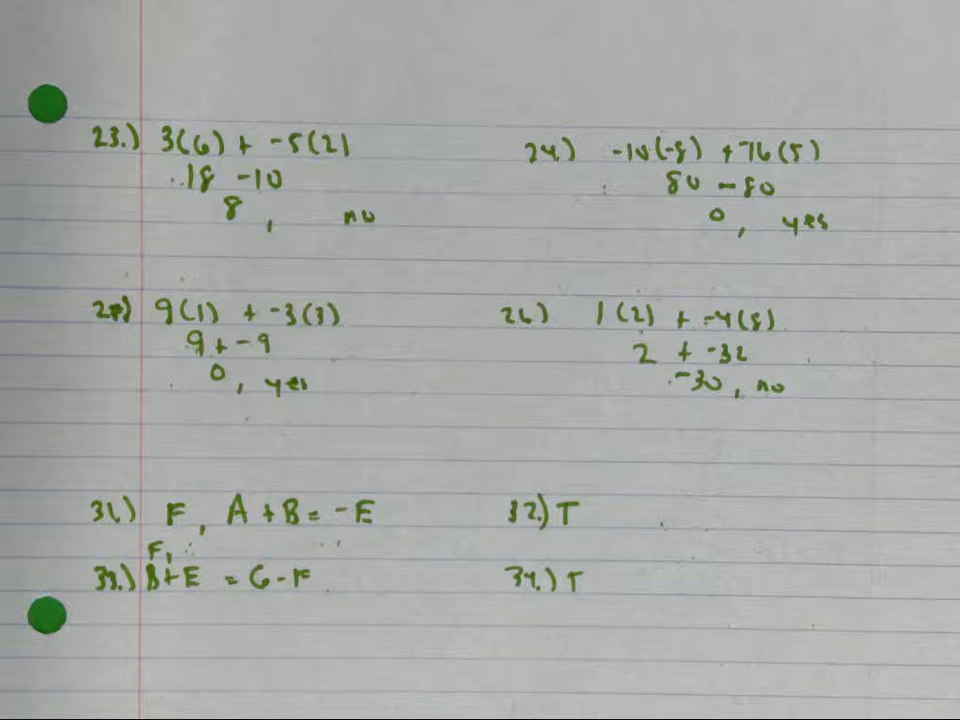 23.) 3(6) + -5(2)
18 -10
8, no
24.) -10(-8) + 76(5)
80 - 80
0, yes
9(1) + -3(3)
9 + -9
0, yes
26) 1(2) + -4(8)
2 + -32
-30, no
31.) F, A + B = -E
32.) T
F,
33.) B+E = G - F
34.) T